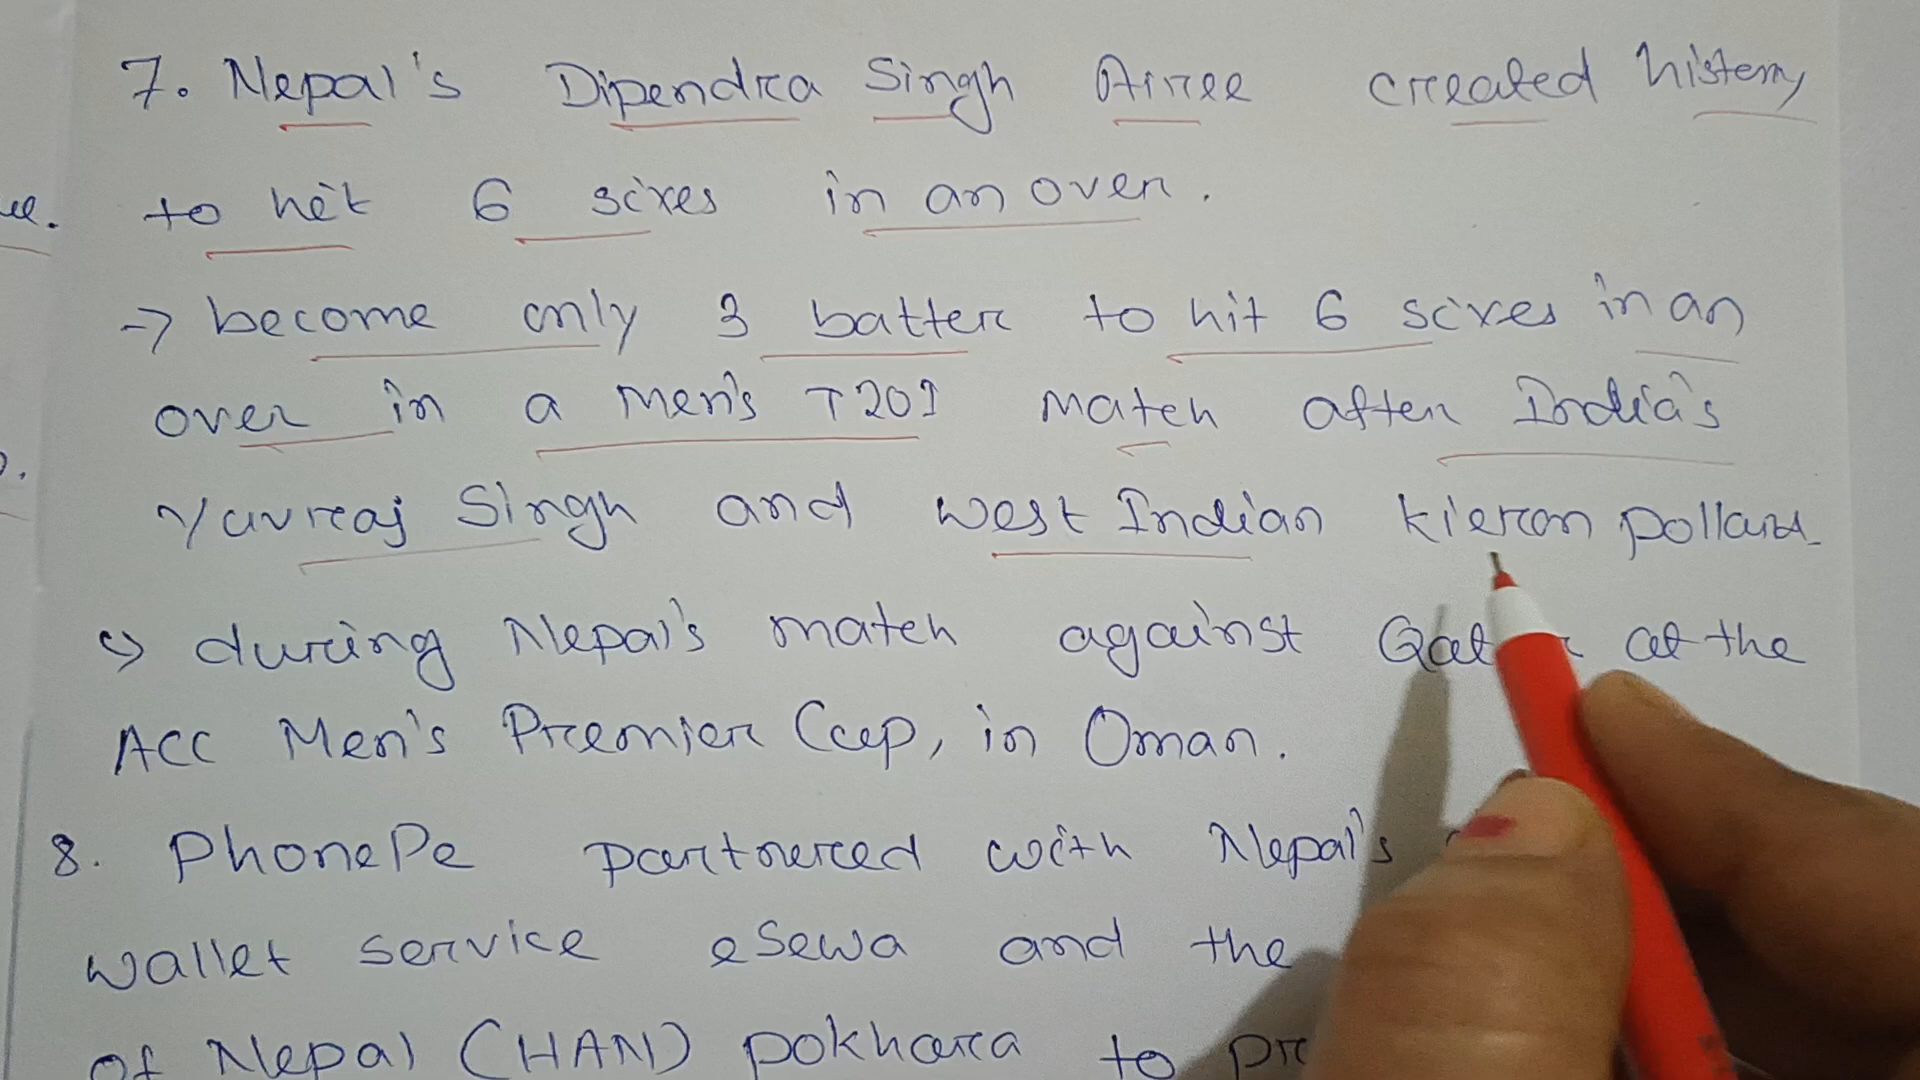 7. Nepal's Dipendra Singh Airee created history
to hit 6 sixes in an over.
→ become only 3 batter to hit 6 sixes in an
over in a Men's T20I match after India's
Yuvraj Singh and West Indian Kieron pollard
↪ during Nepal's match against at the
ACC Men's Premier Cup, in Oman.
8. PhonePe partnered with Nepal's
wallet service eSewa and the
of Nepal (HAN) pokhara to